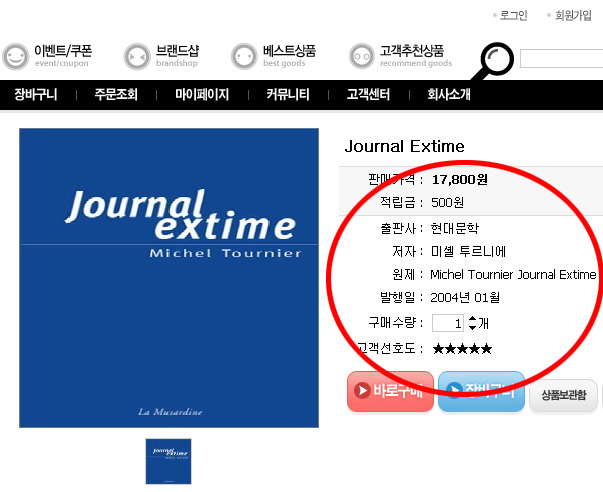 로그인 회원가입
이벤트/쿠폰 브랜드샵 베스트상품 고객추천상품
event/coupon brandshop best goods recommend goods
장바구니 주문조회 마이페이지 커뮤니티 고객센터 회사소개
Journal
extime
Michel Tournier
La Musardine
Journal
extime
Journal Extime
판매가격 : 17,800원
적립금 : 500원
출판사 : 현대문학
저자 : 미셸 투르니에
원제 : Michel Tournier Journal Extime
발행일 : 2004년 01월
구매수량 : 1 개
고객선호도 : ★★★★★
바로구매 장바구니 상품보관함